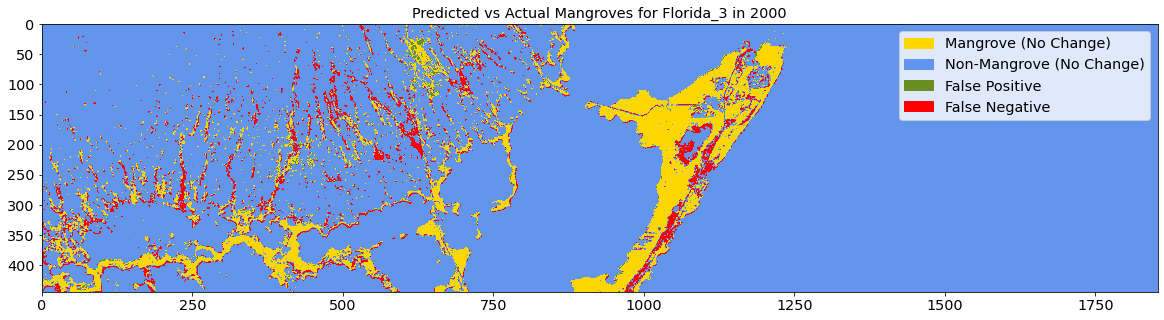 Predicted vs Actual Mangroves for Florida_3 in 2000
Mangrove (No Change)
Non-Mangrove (No Change)
False Positive
False Negative
0
50
100
150
200
250
300
350
400
0 250 500 750 1000 1250 1500 1750